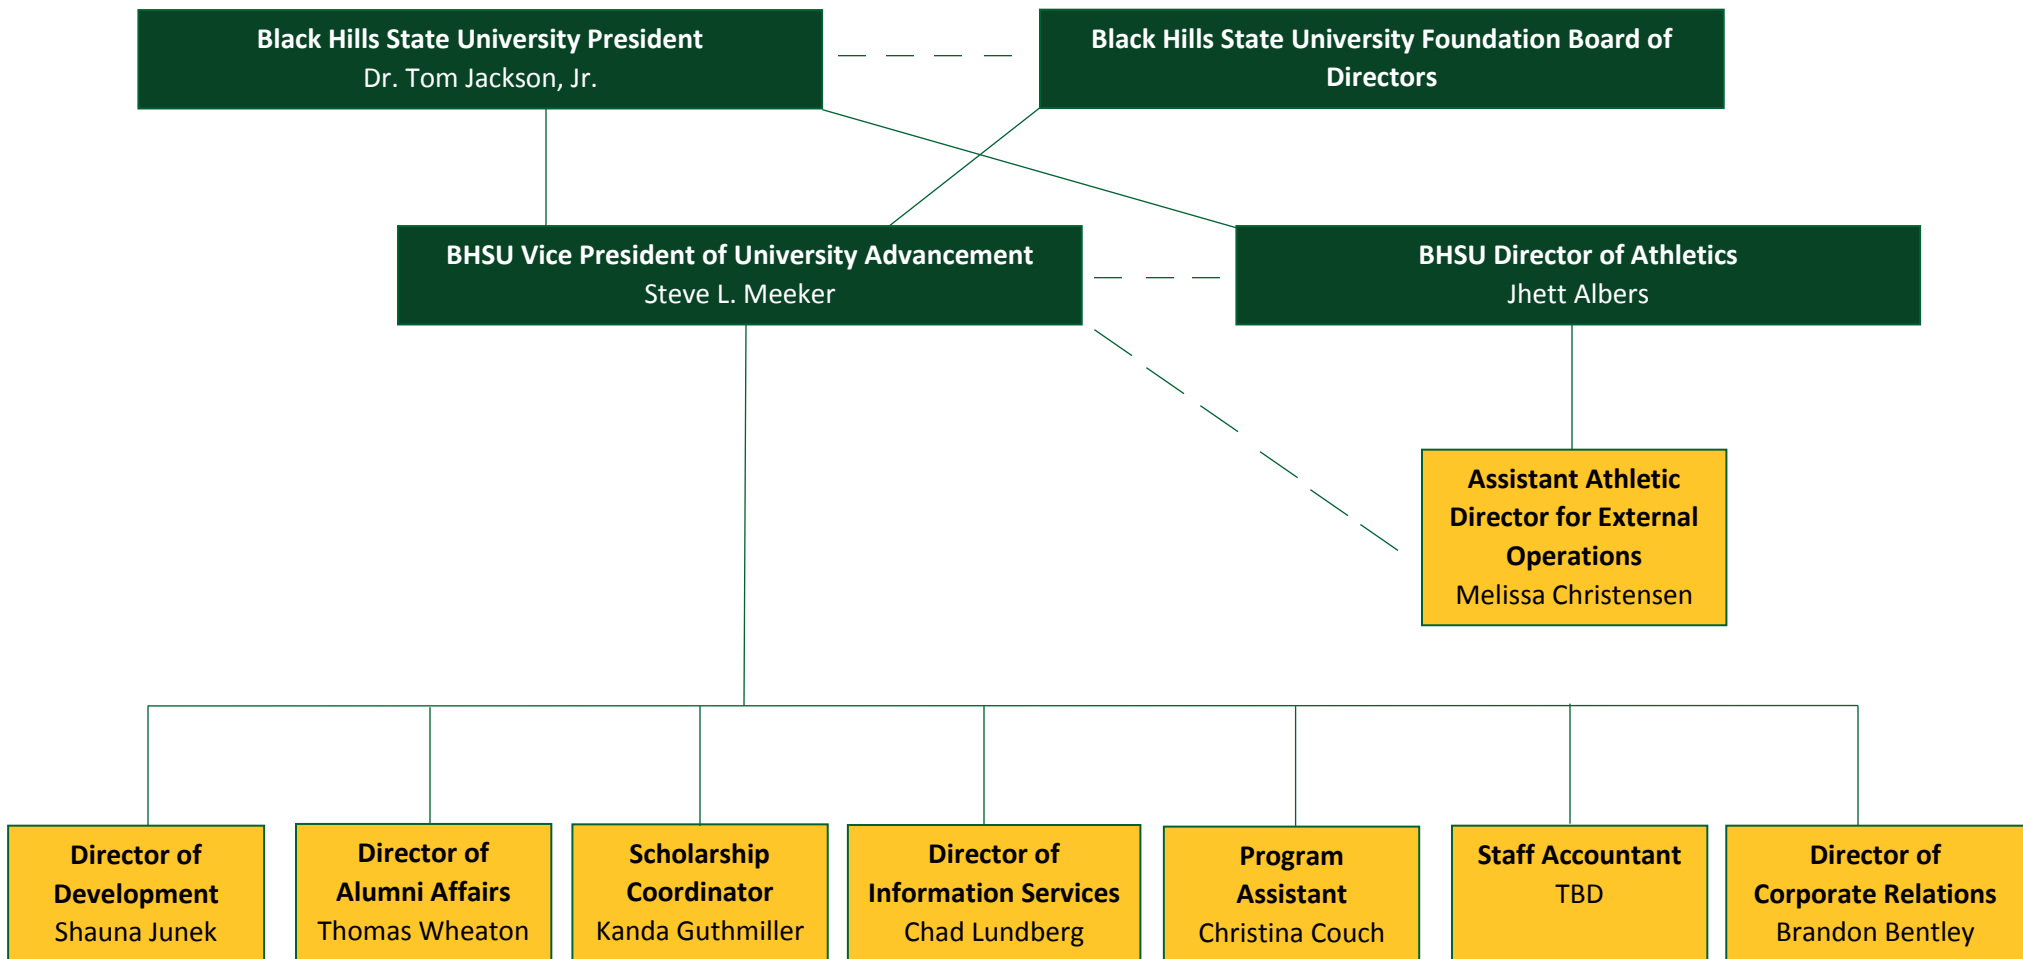 Black Hills State University President
Dr. Tom Jackson, Jr.
Black Hills State University Foundation Board of
Directors
BHSU Vice President of University Advancement
Steve L. Meeker
BHSU Director of Athletics
Jhett Albers
Assistant Athletic
Director for External
Operations
Melissa Christensen
Director of
Development
Shauna Junek
Director of
Alumni Affairs
Thomas Wheaton
Scholarship
Coordinator
Kanda Guthmiller
Director of
Information Services
Chad Lundberg
Program
Assistant
Christina Couch
Staff Accountant
TBD
Director of
Corporate Relations
Brandon Bentley